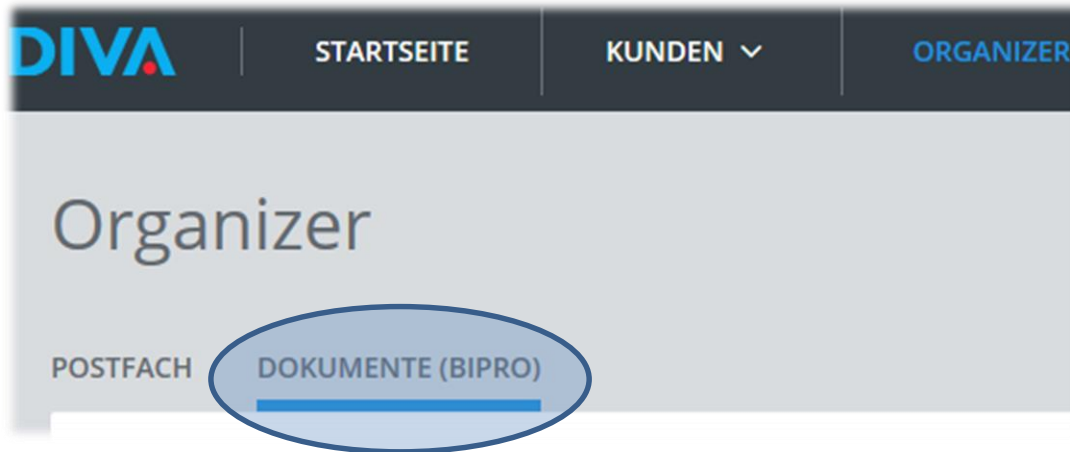 DIVA STARTSEITE KUNDEN ORGANIZER
Organizer
POSTFACH DOKUMENTE (BIPRO)